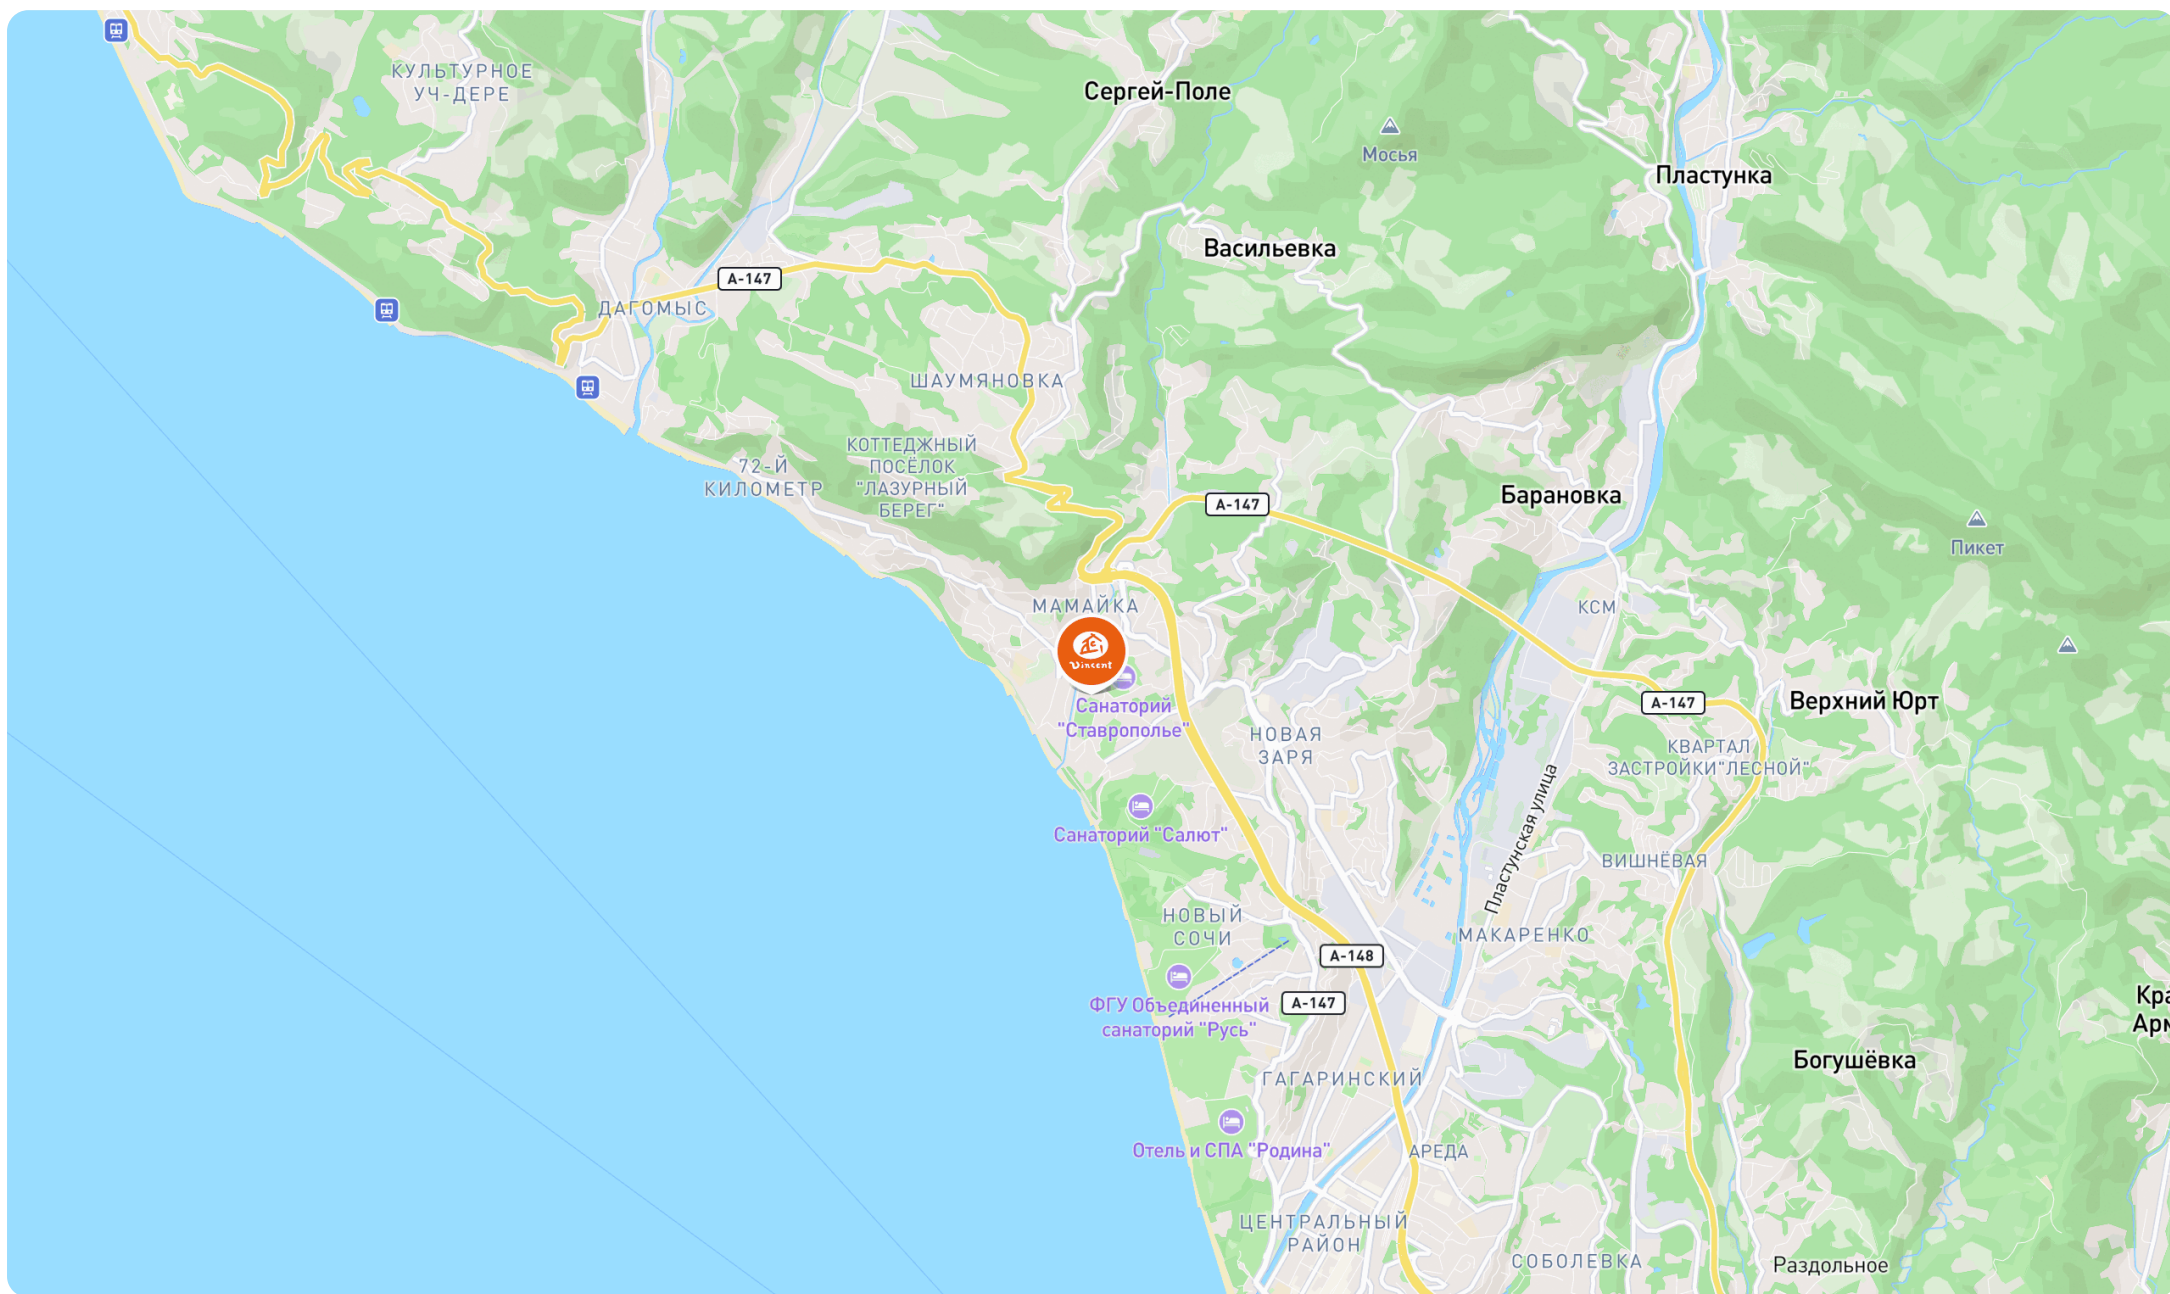 КУЛЬТУРНОЕ
УЧ-ДЕРЕ
Сергей-Поле
Мосья
Пластунка
Васильевка
А-147
ДАГОМЫС
ШАУМЯНОВКА
КОТТЕДЖНЫЙ
ПОСЁЛОК
"ЛАЗУРНЫЙ
БЕРЕГ"
72-Й
КИЛОМЕТР
А-147
Барановка
Пикет
МАМАЙКА
КСМ
Vincent
Санаторий
"Ставрополье"
А-147
Верхний Юрт
НОВАЯ
ЗАРЯ
КВАРТАЛ
ЗАСТРОЙКИ"ЛЕСНОЙ"
Санаторий "Салют"
Пластунская улица
ВИШНЁВАЯ
НОВЫЙ
СОЧИ
МАКАРЕНКО
А-148
ФГУ Объединенный
санаторий "Русь"
А-147
Кра
Арм
Богушёвка
ГАГАРИНСКИЙ
Отель и СПА "Родина"
АРЕДА
ЦЕНТРАЛЬНЫЙ
РАЙОН
СОБОЛЕВКА
Раздольное